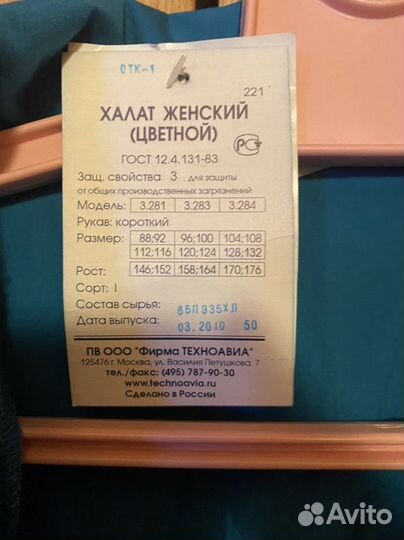 ОТК-1
221
ХАЛАТ ЖЕНСКИЙ
(ЦВЕТНОЙ)
ГОСТ 12.4.131-83
РСТ
Защ. свойства З для защиты
от общих производственных загрязнений
Модель: 3.281 3.283 3.284
Рукав: короткий
Размер: 88;92 96;100 104;108
112;116 120;124 128;132
Рост: 146;152 158;164 170;176
Сорт: I
Состав сырья: 65П335ХЛ
Дата выпуска: 03.2010 50
ПВ ООО "Фирма ТЕХНОАВИА"
125476 г. Москва, ул. Василия Петушкова, 7
тел./факс: (495) 787-90-30
www.technoavia.ru
Сделано в России
Avito